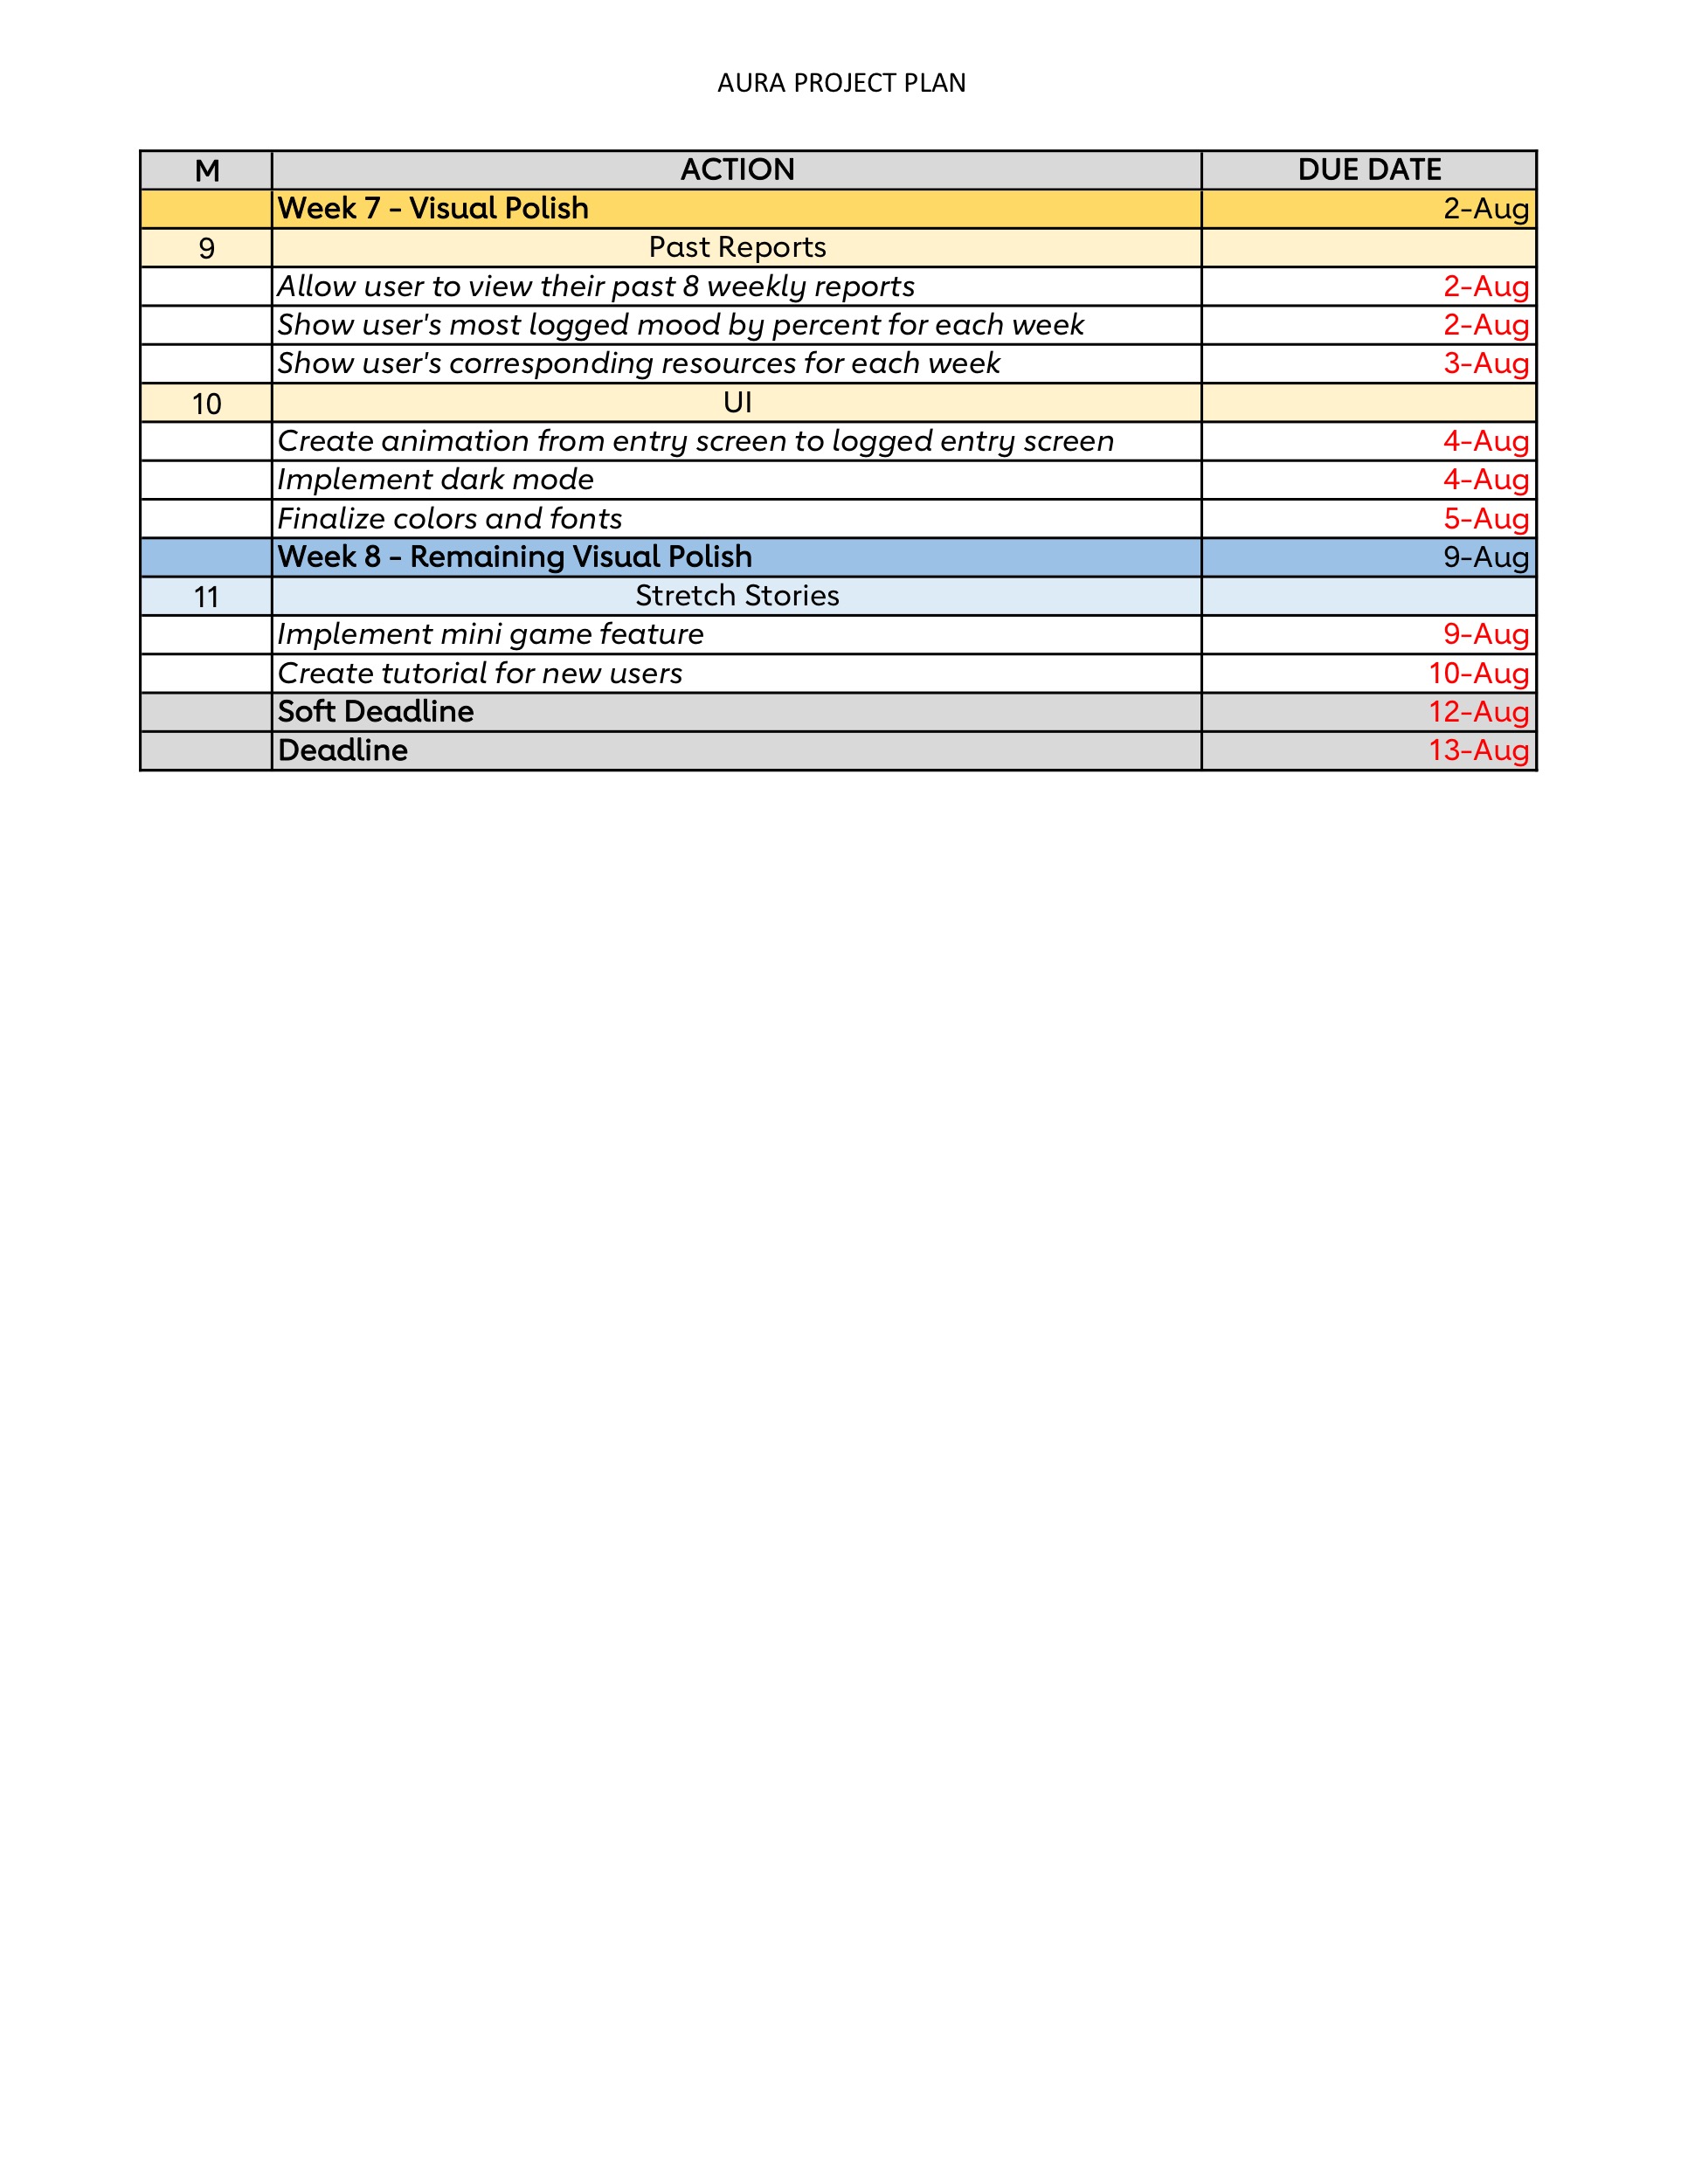 AURA PROJECT PLAN
M ACTION DUE DATE
Week 7 - Visual Polish 2-Aug
9 Past Reports
Allow user to view their past 8 weekly reports 2-Aug
Show user's most logged mood by percent for each week 2-Aug
Show user's corresponding resources for each week 3-Aug
10 UI
Create animation from entry screen to logged entry screen 4-Aug
Implement dark mode 4-Aug
Finalize colors and fonts 5-Aug
Week 8 - Remaining Visual Polish 9-Aug
11 Stretch Stories
Implement mini game feature 9-Aug
Create tutorial for new users 10-Aug
Soft Deadline 12-Aug
Deadline 13-Aug